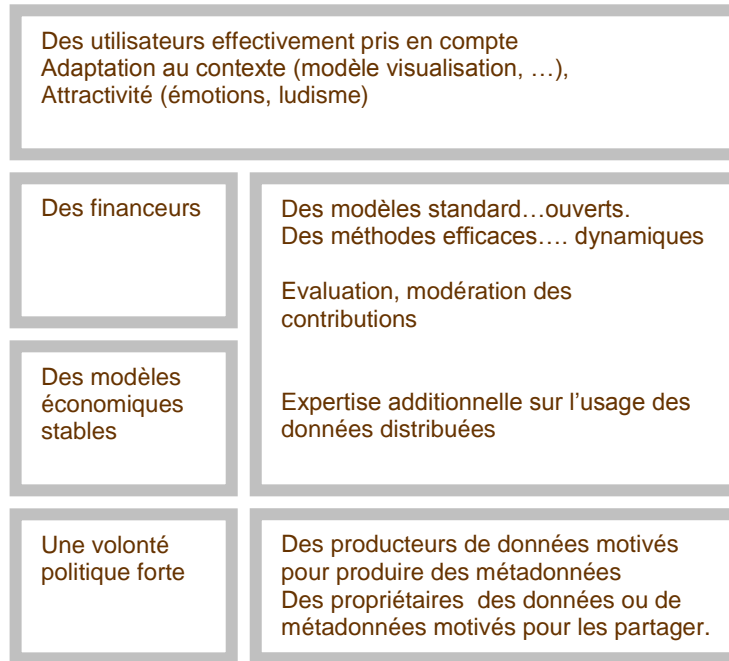 Des utilisateurs effectivement pris en compte
Adaptation au contexte (modèle visualisation, …),
Attractivité (émotions, ludisme)
Des financeurs
Des modèles standard…ouverts.
Des méthodes efficaces…. dynamiques
Evaluation, modération des
contributions
Expertise additionnelle sur l’usage des
données distribuées
Des modèles
économiques
stables
Une volonté
politique forte
Des producteurs de données motivés
pour produire des métadonnées
Des propriétaires des données ou de
métadonnées motivés pour les partager.